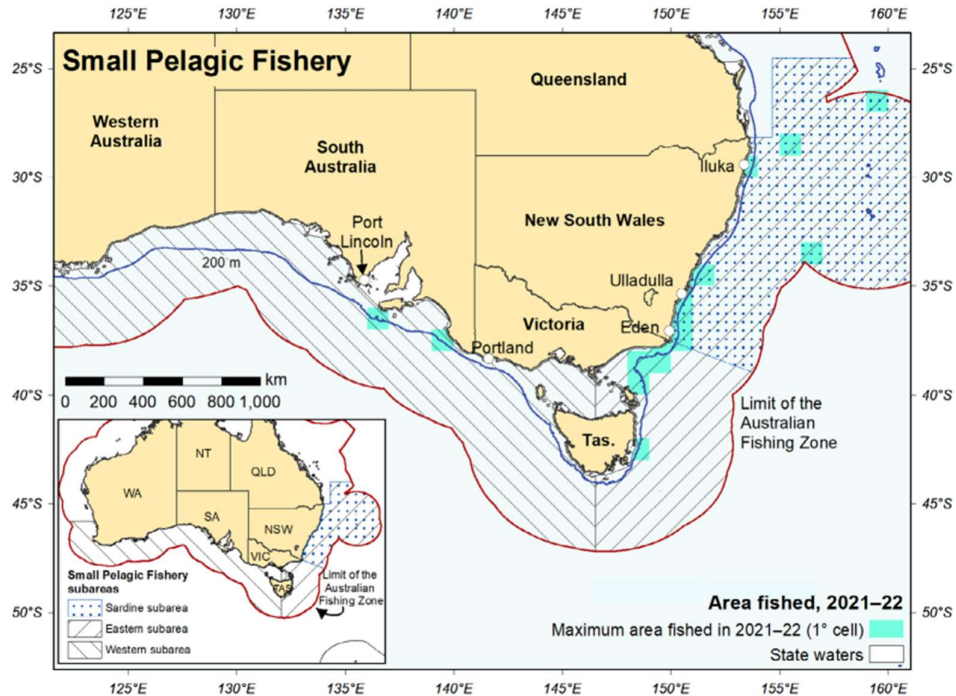 125°E 130°E 135°E 140°E 145°E 150°E 155°E 160°E
Small Pelagic Fishery
25°S
25°S
Queensland
Western
Australia
South
Australia
Iluka
30°S
30°S
New South Wales
Port
Lincoln
200 m
Ulladulla
35°S
35°S
Victoria
Eden
Portland
km
0 200 400 600 800 1,000
40°S
40°S
Limit of the
Australian
Fishing Zone
Tas.
NT
QLD
WA
SA
NSW
VIC
TAS
45°S
45°S
Small Pelagic Fishery
subareas
Limit of the
Australian
Fishing Zone
Sardine subarea
Eastern subarea
Western subarea
50°S
50°S
Area fished, 2021–22
Maximum area fished in 2021–22 (1° cell)
State waters
125°E 130°E 135°E 140°E 145°E 150°E 155°E 160°E